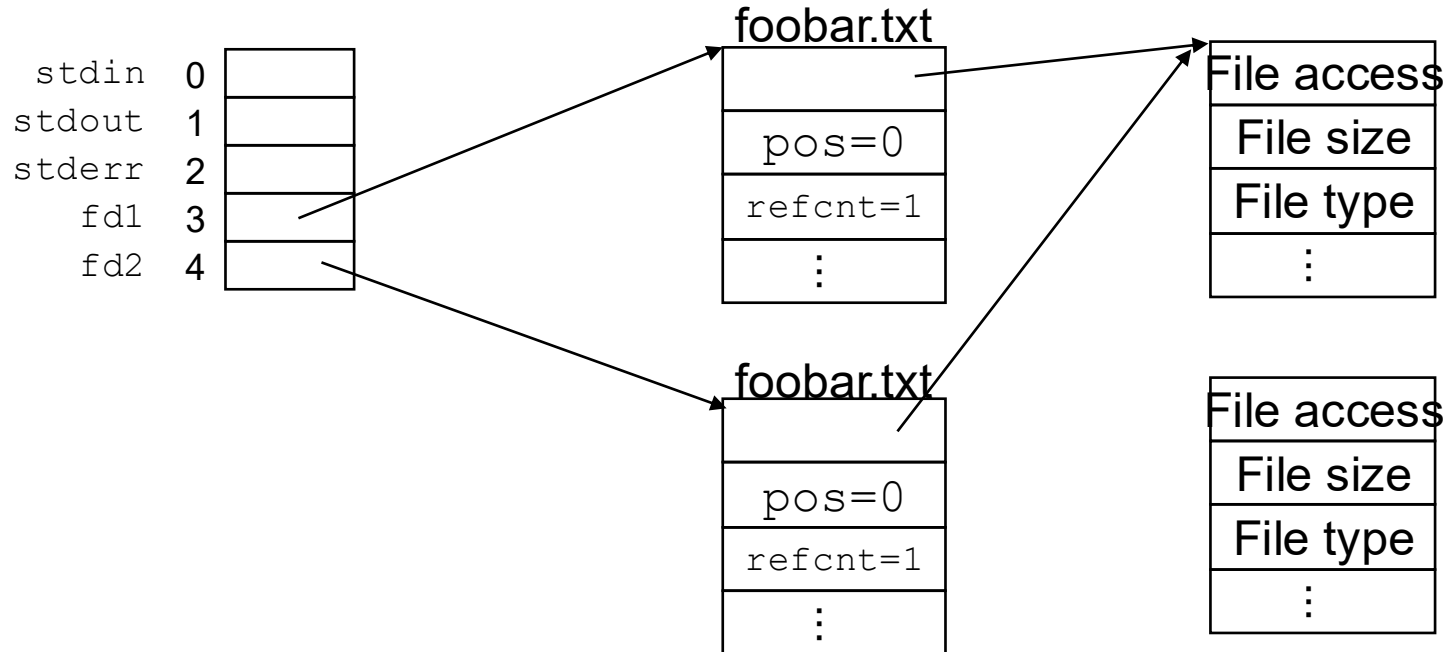 stdin 0
stdout 1
stderr 2
fd1 3
fd2 4
foobar.txt
pos=0
refcnt=1
⋮
foobar.txt
pos=0
refcnt=1
⋮
File access
File size
File type
⋮
File access
File size
File type
⋮